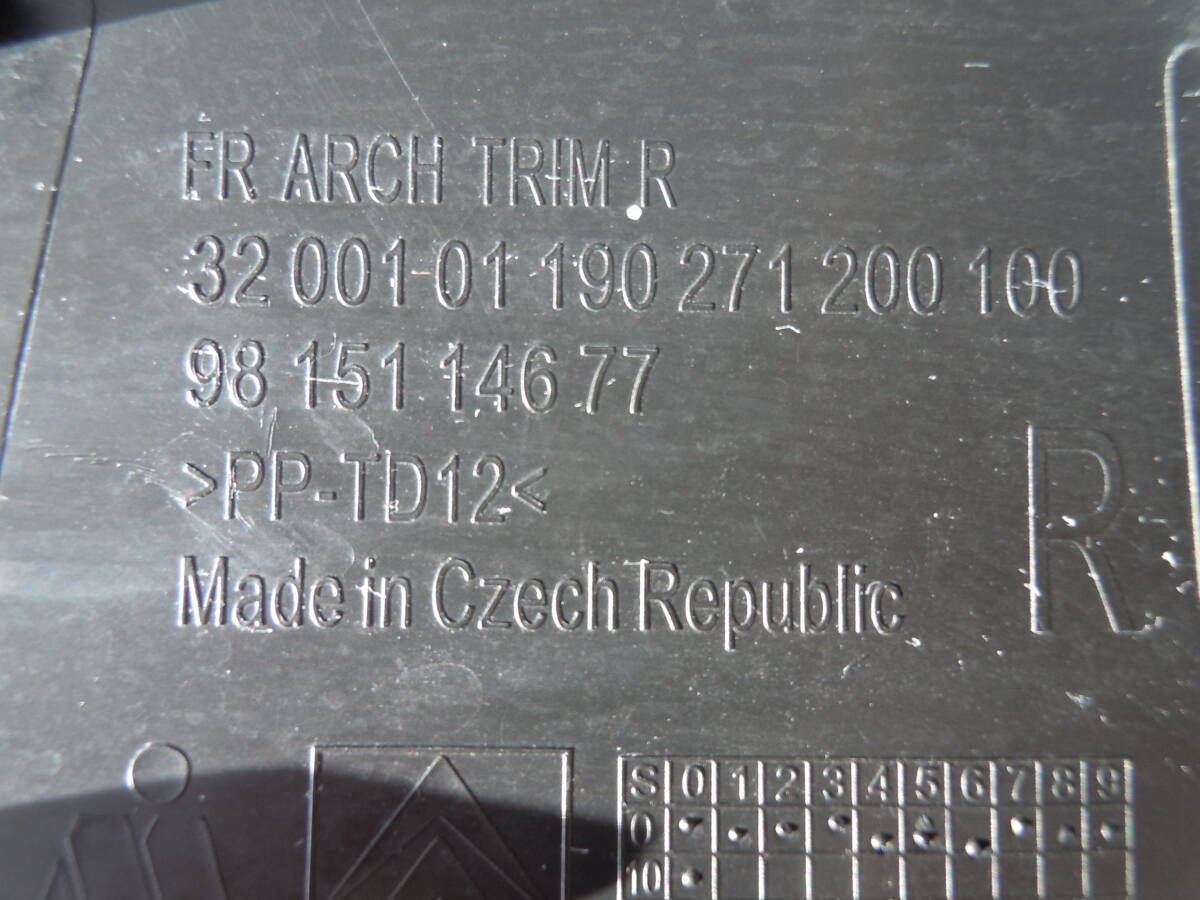 FR ARCH TRIM R
32 001 01 190 271 200 100
98 151 146 77
>PP-TD12<
Made in Czech Republic
R
S 0 1 2 3 4 5 6 7 8 9
0
10